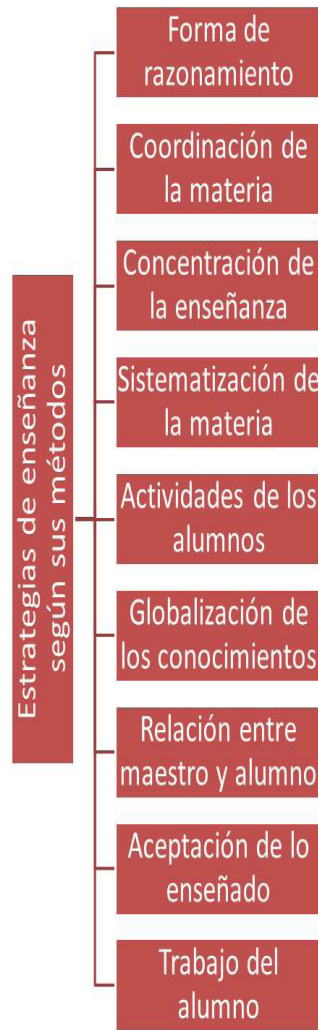 Estrategias de enseñanza
según sus métodos
Forma de
razonamiento
Coordinación de
la materia
Concentración de
la enseñanza
Sistematización de
la materia
Actividades de los
alumnos
Globalización de
los conocimientos
Relación entre
maestro y alumno
Aceptación de lo
enseñado
Trabajo del
alumno